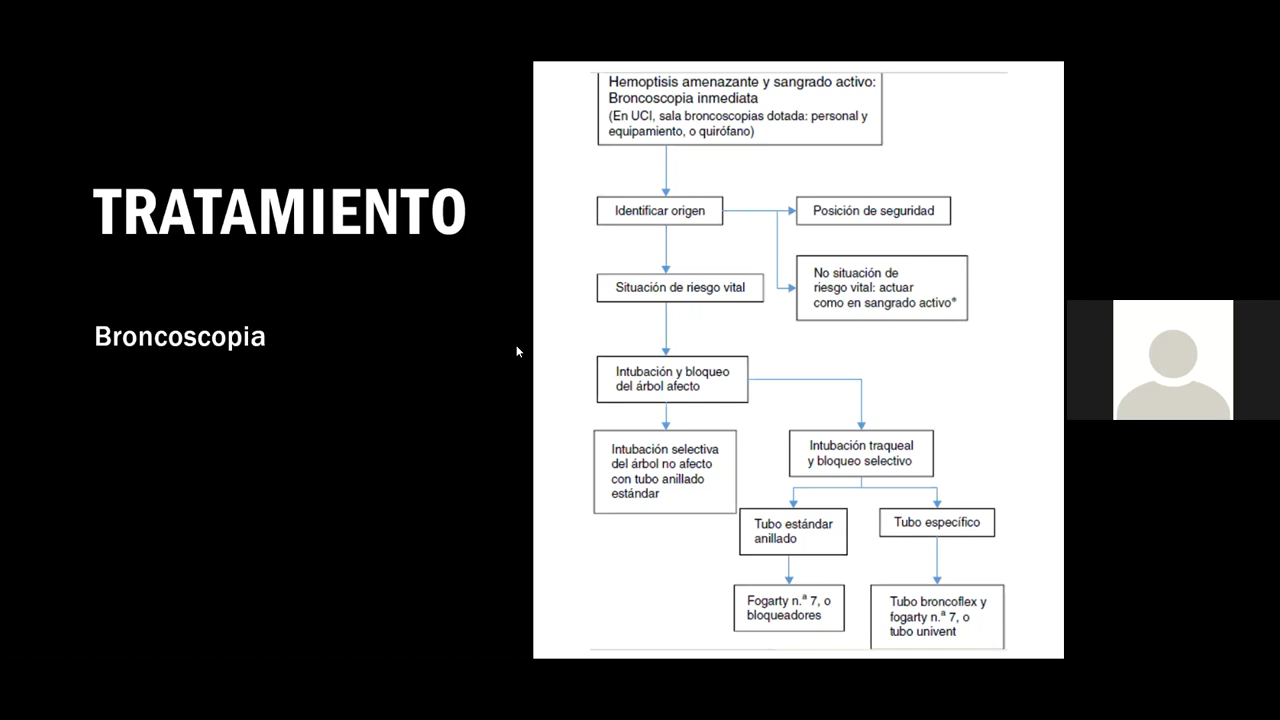 TRATAMIENTO
Broncoscopia
Hemoptisis amenazante y sangrado activo:
Broncoscopia inmediata
(En UCI, sala broncoscopias dotada: personal y
equipamiento, o quirófano)
Identificar origen
Posición de seguridad
No situación de
riesgo vital: actuar
como en sangrado activo*
Situación de riesgo vital
Intubación y bloqueo
del árbol afecto
Intubación selectiva
del árbol no afecto
con tubo anillado
estándar
Intubación traqueal
y bloqueo selectivo
Tubo estándar
anillado
Tubo específico
Fogarty n.ª 7, o
bloqueadores
Tubo broncoflex y
fogarty n.ª 7, o
tubo univent